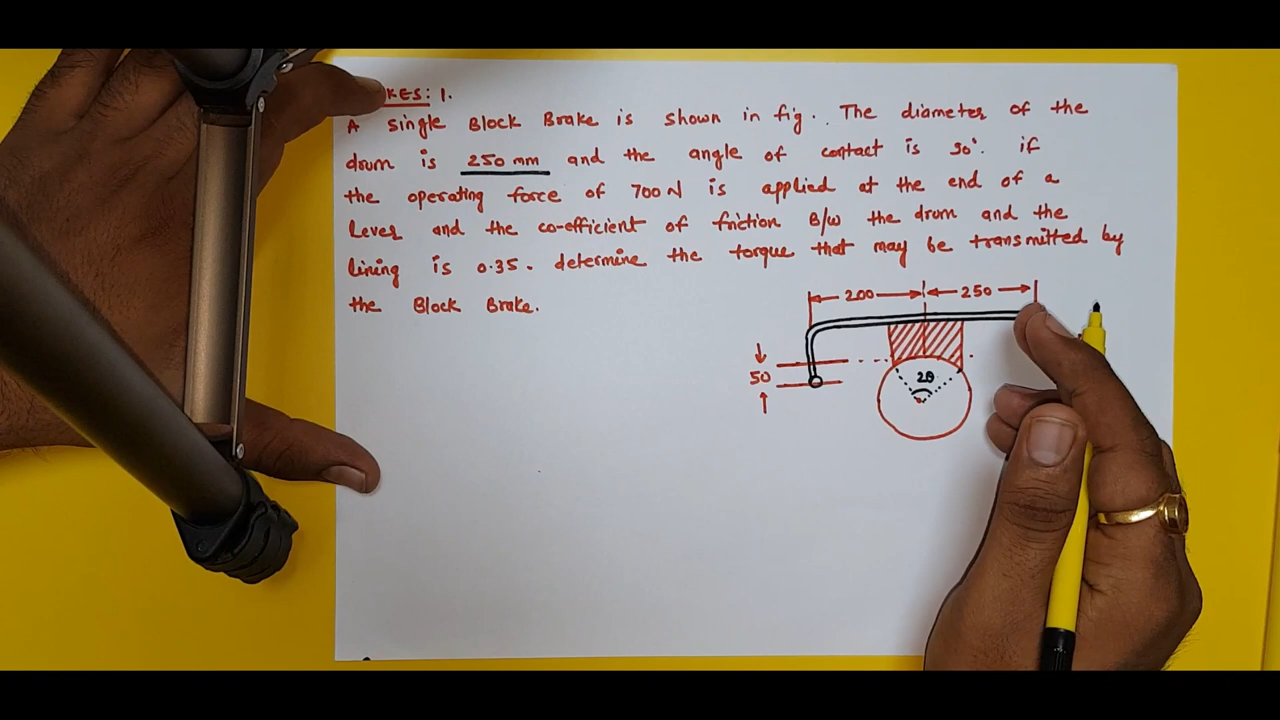 KES: 1.
A Single Block Brake is shown in fig. The diameter of the
drum is 250 mm and the angle of contact is 90°. if
the operating force of 700 N is applied at the end of a
Lever and the co-efficient of friction B/w the drum and the
lining is 0.35. determine the torque that may be transmitted by
the Block Brake.
200 250
50
2θ